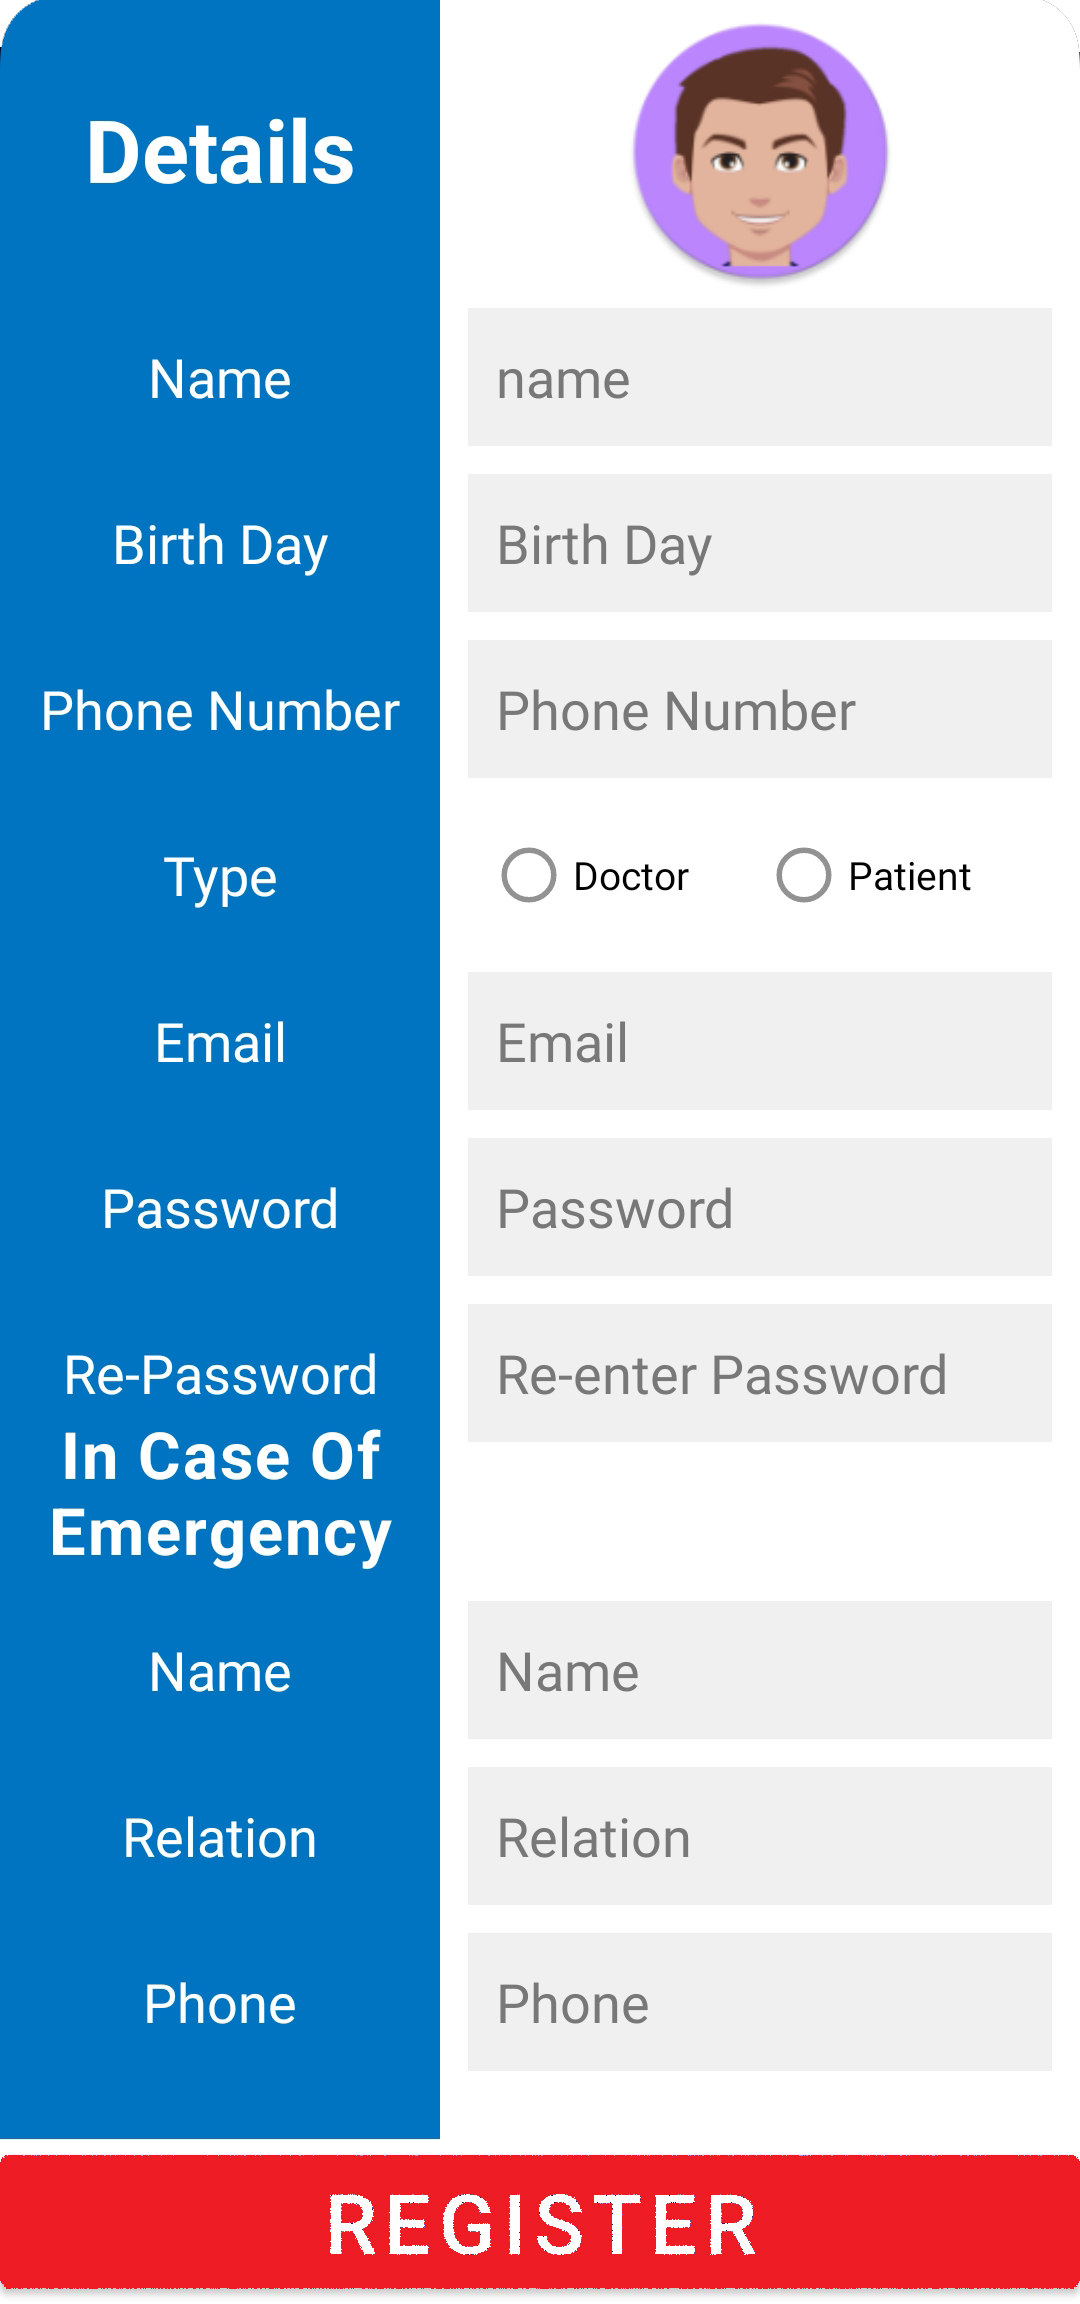 Details
Name
name
Birth Day
Birth Day
Phone Number
Phone Number
Type
Doctor
Patient
Email
Email
Password
Password
Re-Password
Re-enter Password
In Case Of
Emergency
Name
Name
Relation
Relation
Phone
Phone
REGISTER